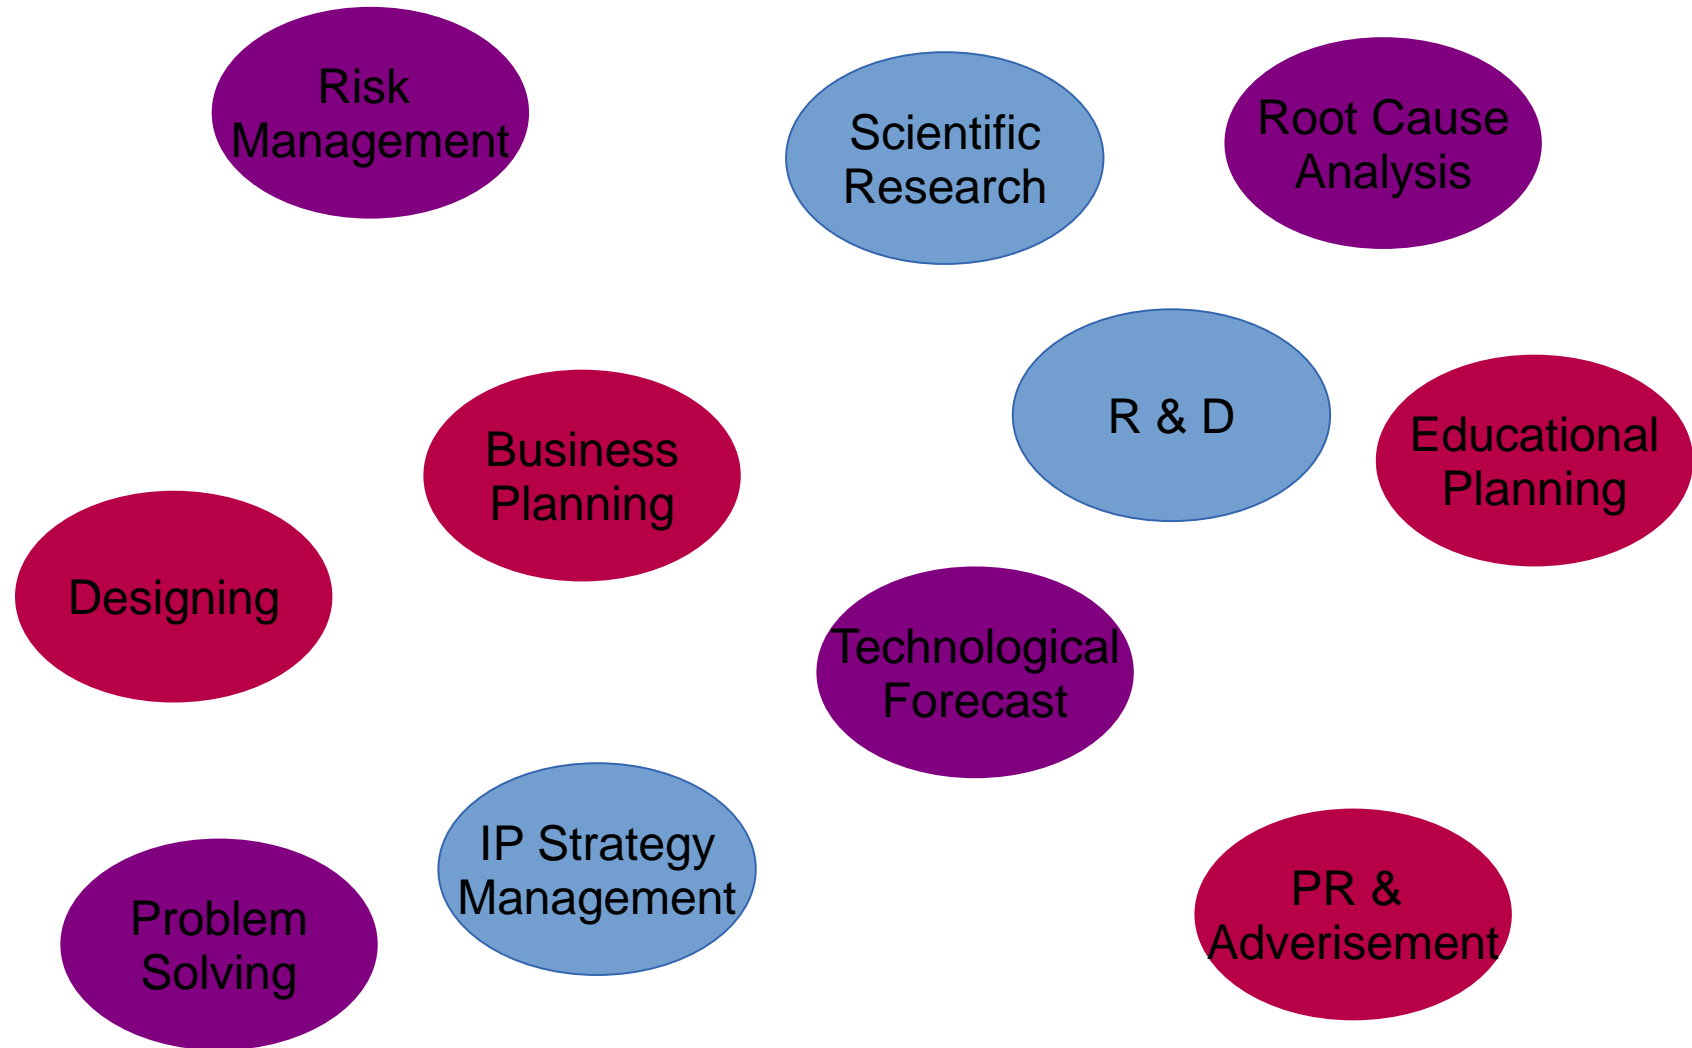 Risk
Management
Scientific
Research
Root Cause
Analysis
R & D
Business
Planning
Educational
Planning
Designing
Technological
Forecast
IP Strategy
Management
Problem
Solving
PR &
Adverisement